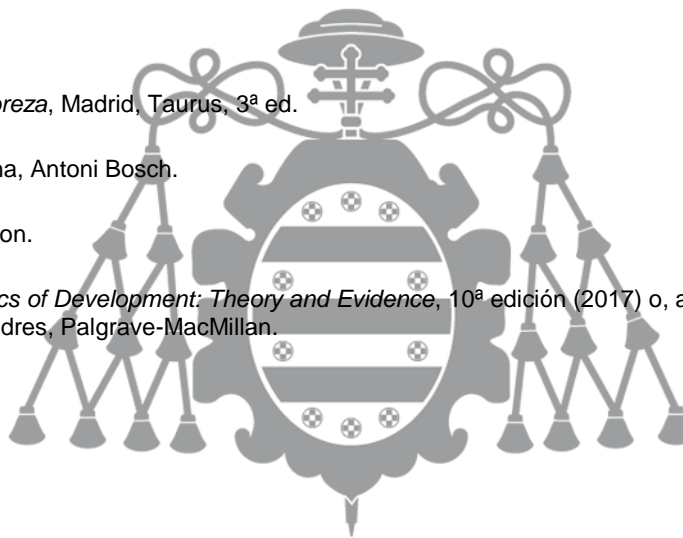 breza, Madrid, Taurus, 3ª ed.
na, Antoni Bosch.
on.
cs of Development: Theory and Evidence, 10ª edición (2017) o, a
dres, Palgrave-MacMillan.